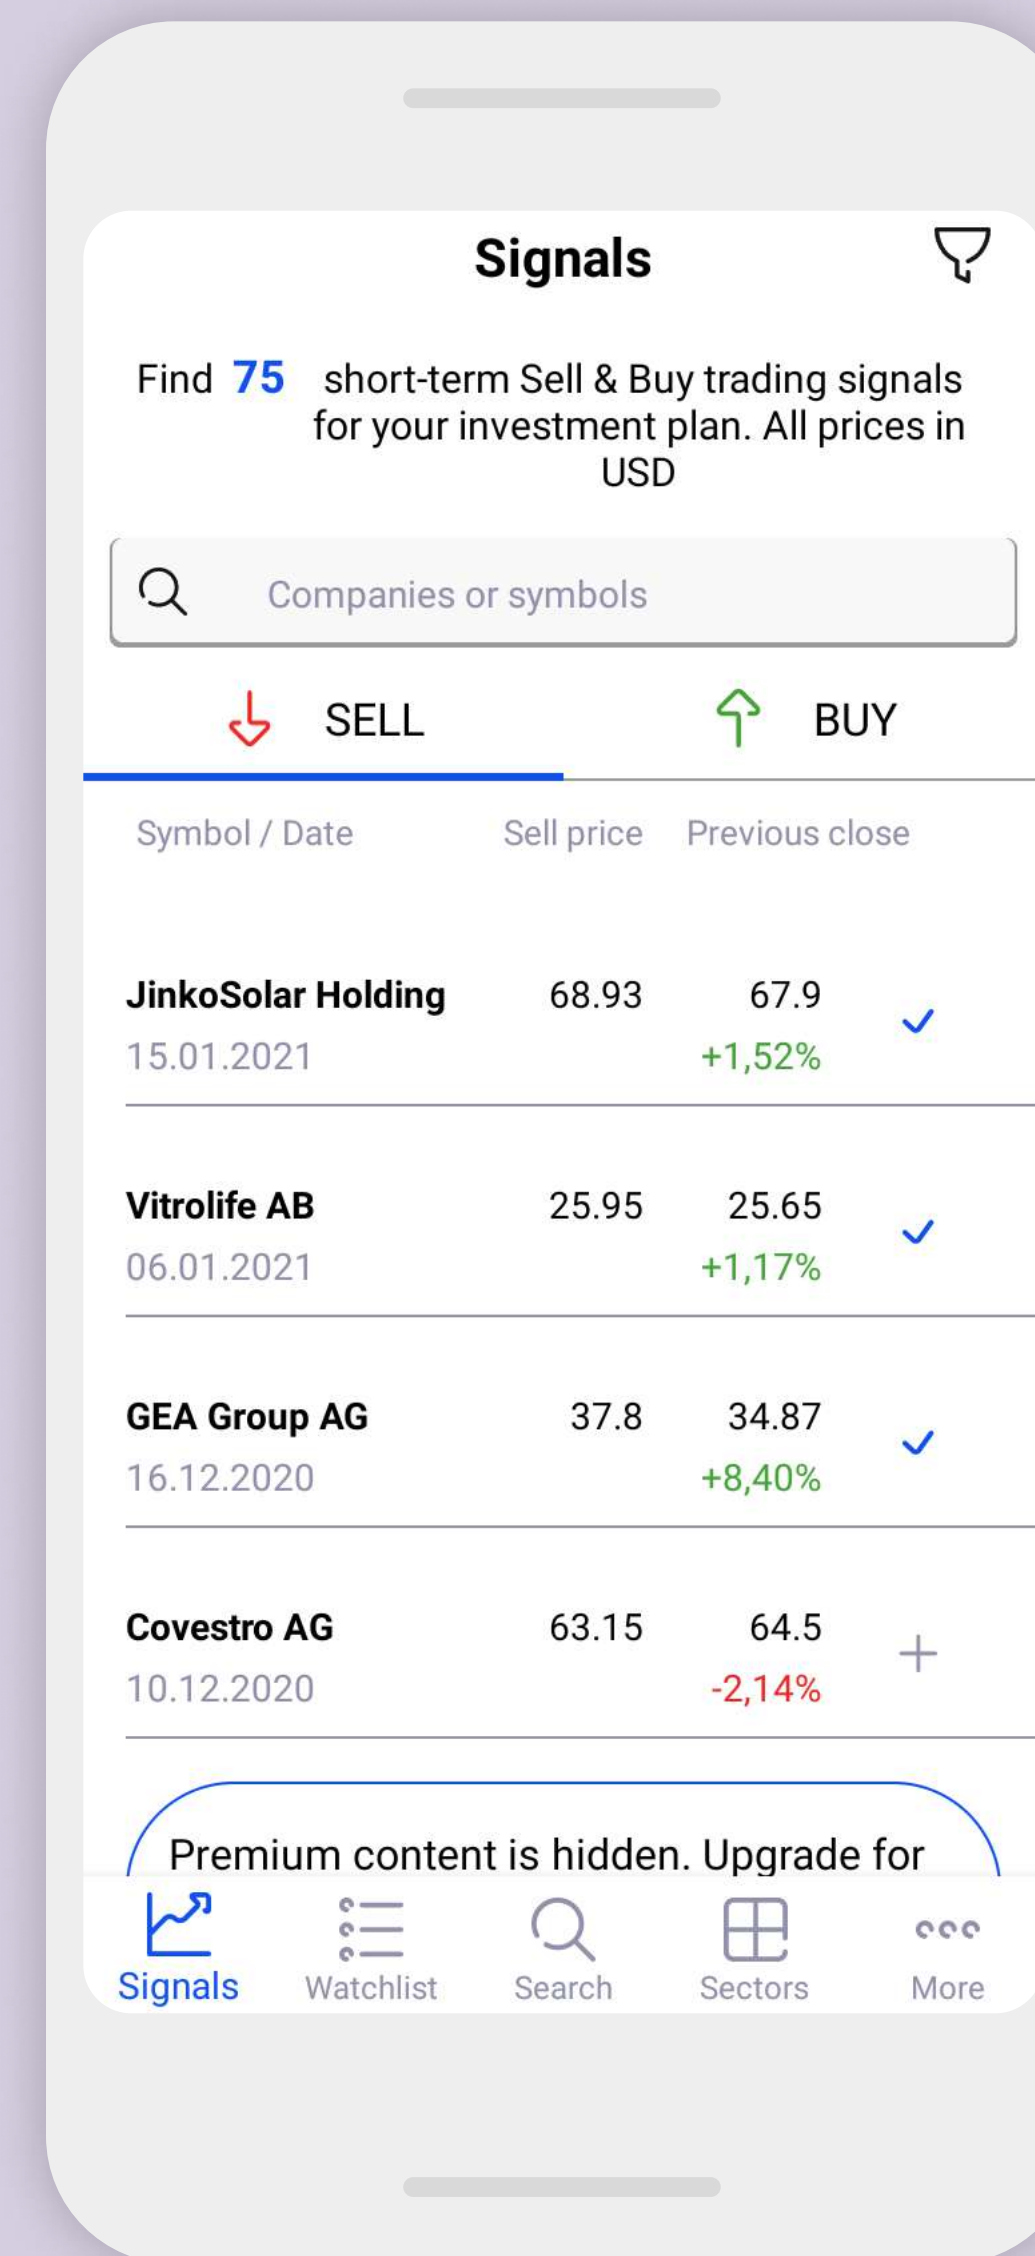 Signals
Find 75 short-term Sell & Buy trading signals
for your investment plan. All prices in
USD
Companies or symbols
SELL BUY
Symbol / Date Sell price Previous close
JinkoSolar Holding 68.93 67.9
15.01.2021 +1,52%
Vitrolife AB 25.95 25.65
06.01.2021 +1,17%
GEA Group AG 37.8 34.87
16.12.2020 +8,40%
Covestro AG 63.15 64.5
10.12.2020 -2,14%
Premium content is hidden. Upgrade for
Signals Watchlist Search Sectors More